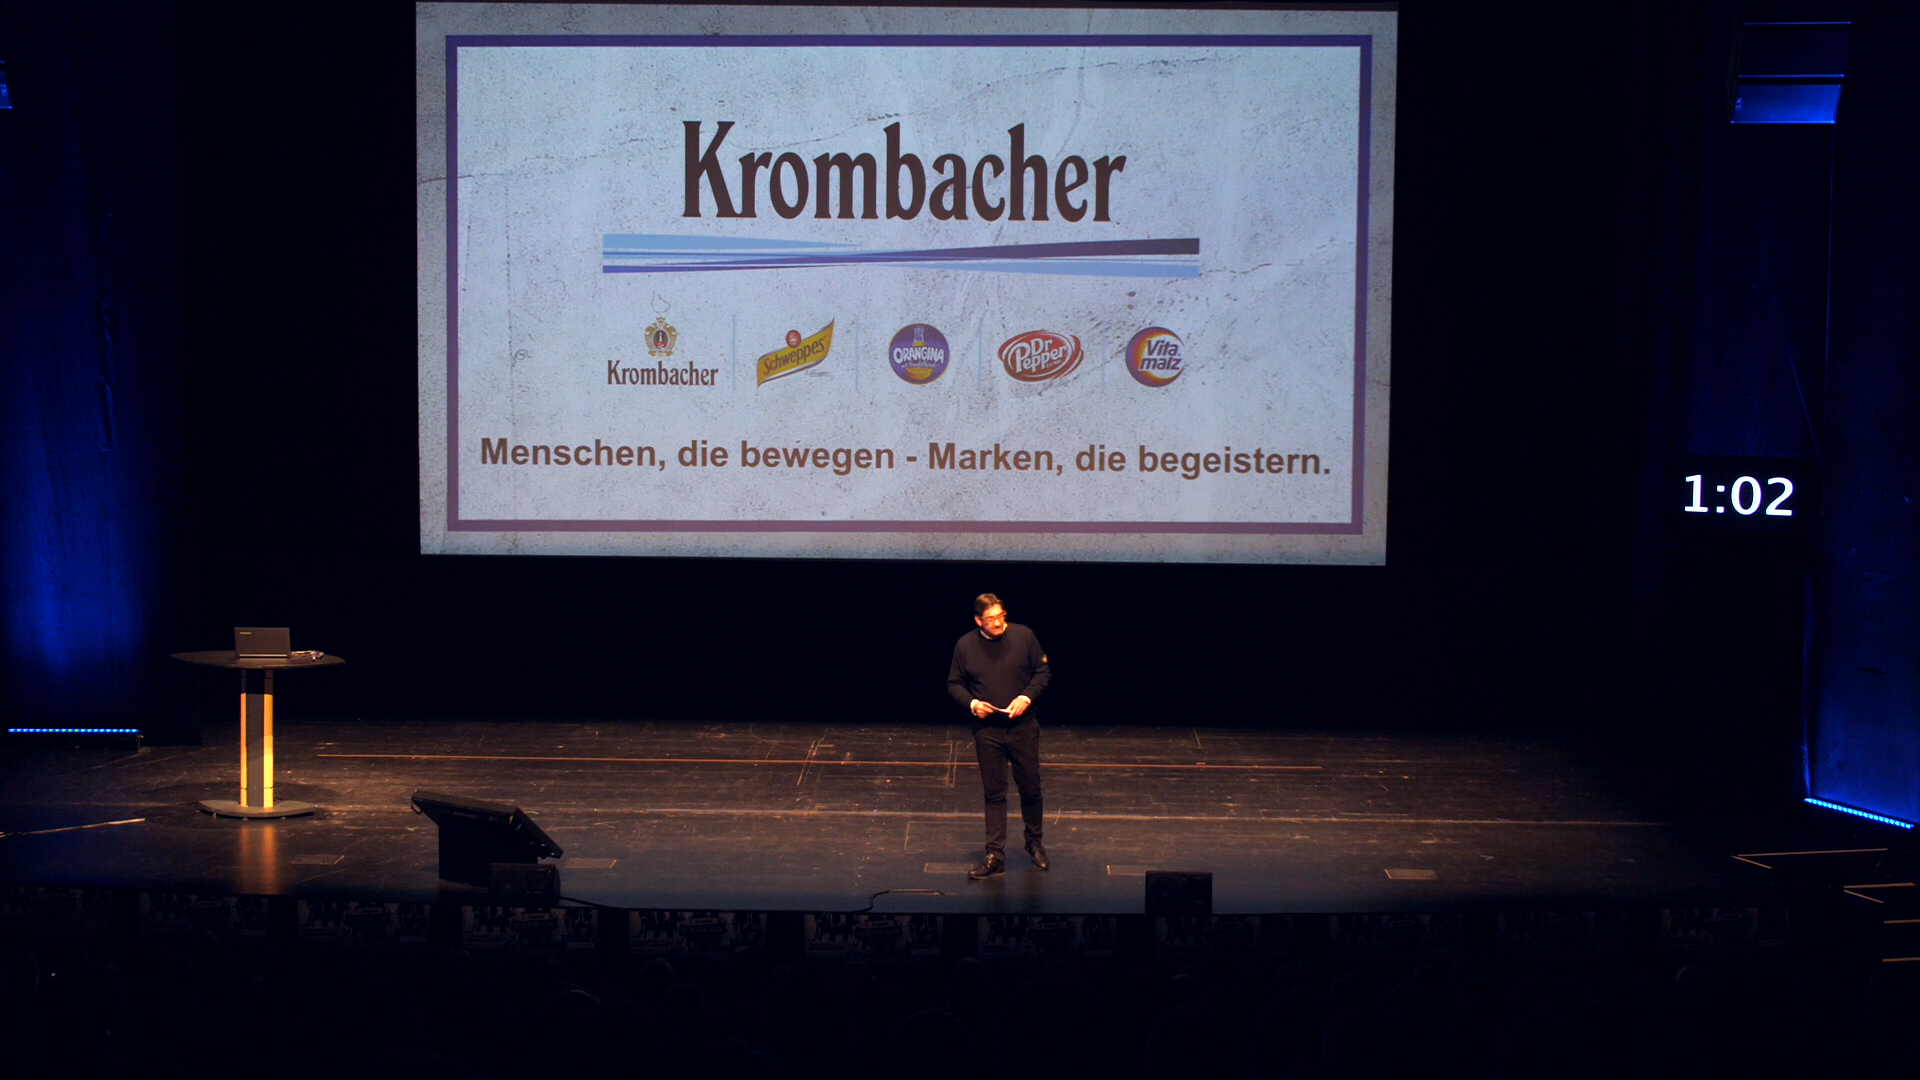 Krombacher
Krombacher
Schweppes
ORANGINA
Dr Pepper
Vita malz
Menschen, die bewegen - Marken, die begeistern.
1:02